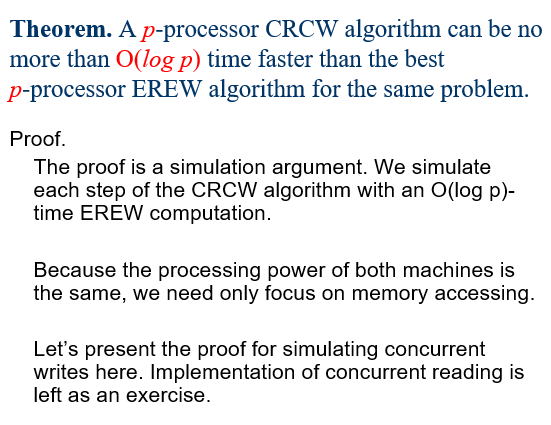 Theorem. A p-processor CRCW algorithm can be no
more than O(log p) time faster than the best
p-processor EREW algorithm for the same problem.
Proof.
The proof is a simulation argument. We simulate
each step of the CRCW algorithm with an O(log p)-
time EREW computation.
Because the processing power of both machines is
the same, we need only focus on memory accessing.
Let’s present the proof for simulating concurrent
writes here. Implementation of concurrent reading is
left as an exercise.